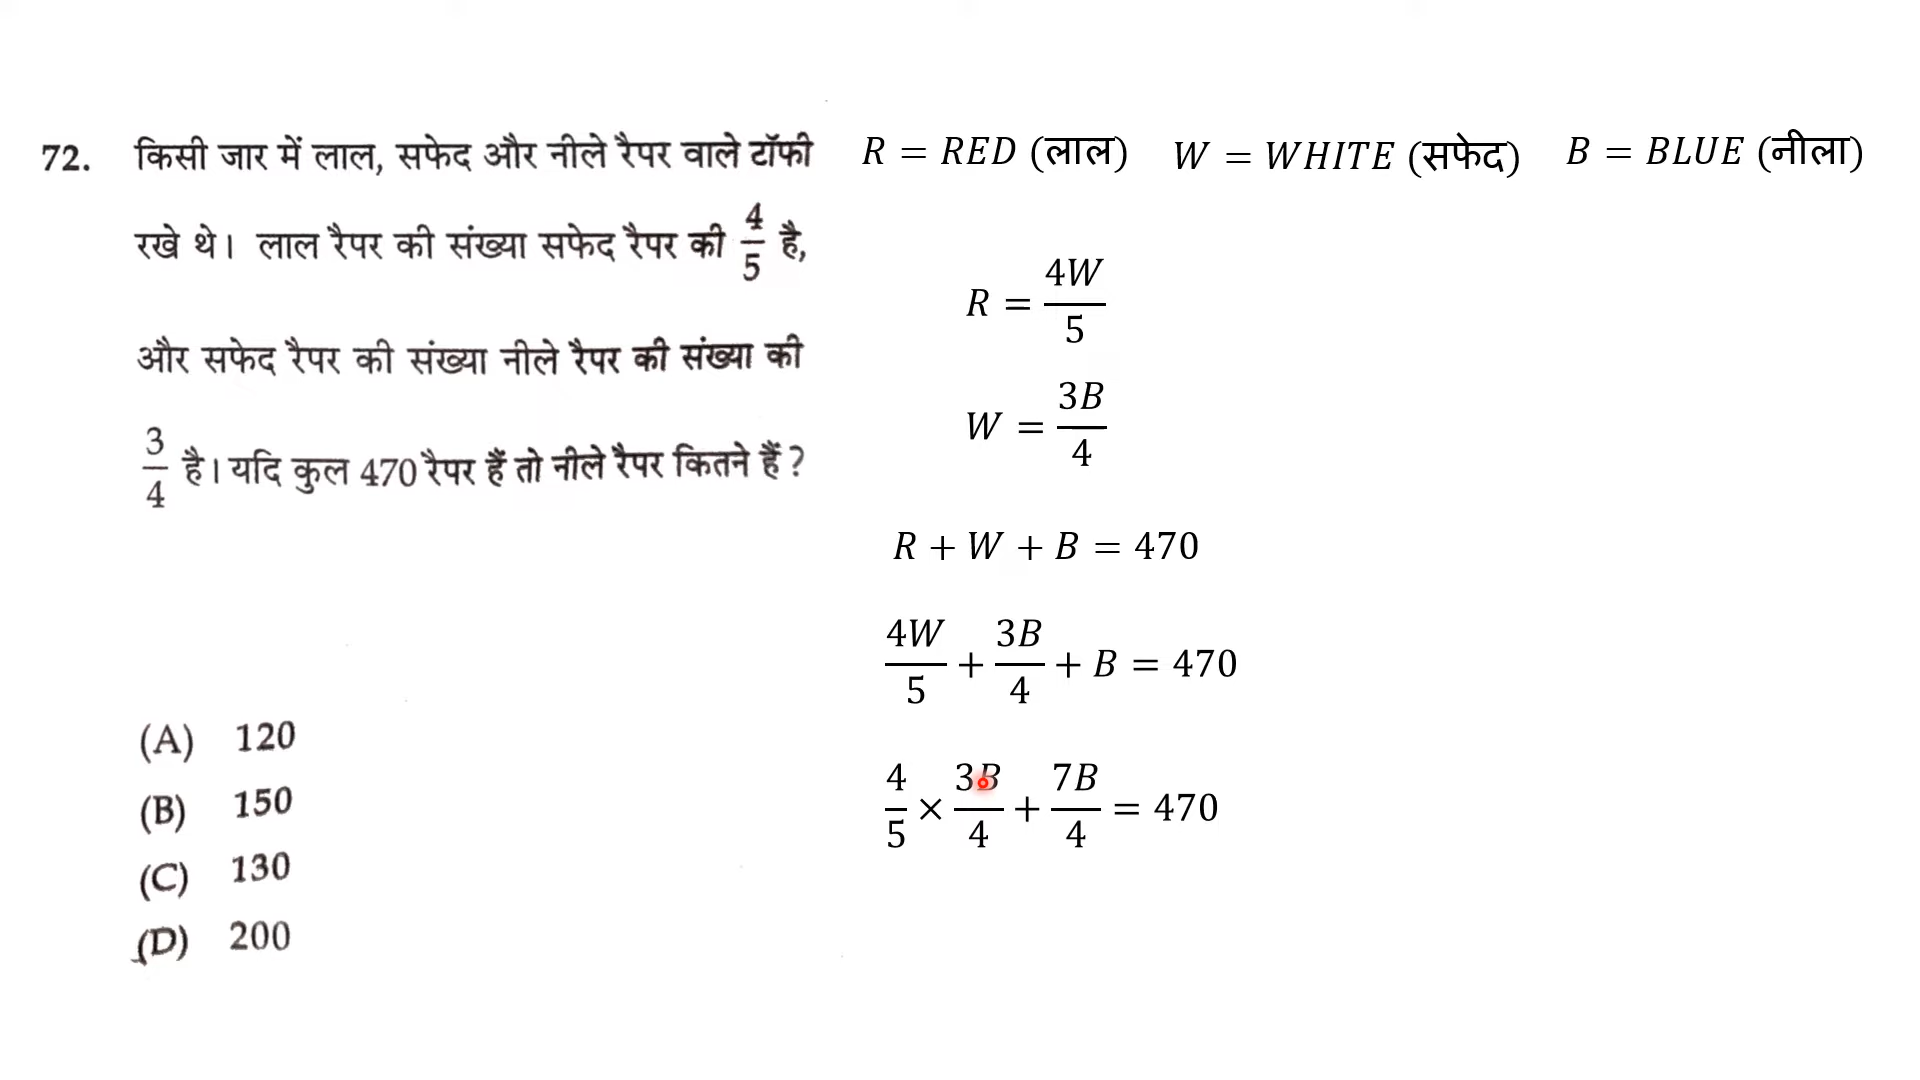 72. किसी जार में लाल, सफेद और नीले रैपर वाले टॉफी
रखे थे। लाल रैपर की संख्या सफेद रैपर की 4/5 है,
और सफेद रैपर की संख्या नीले रैपर की संख्या की
3/4 है। यदि कुल 470 रैपर हैं तो नीले रैपर कितने हैं ?
(A) 120
(B) 150
(C) 130
(D) 200
R = RED (लाल) W = WHITE (सफेद) B = BLUE (नीला)
R = 4W/5
W = 3B/4
R + W + B = 470
4W/5 + 3B/4 + B = 470
4/5 × 3B/4 + 7B/4 = 470